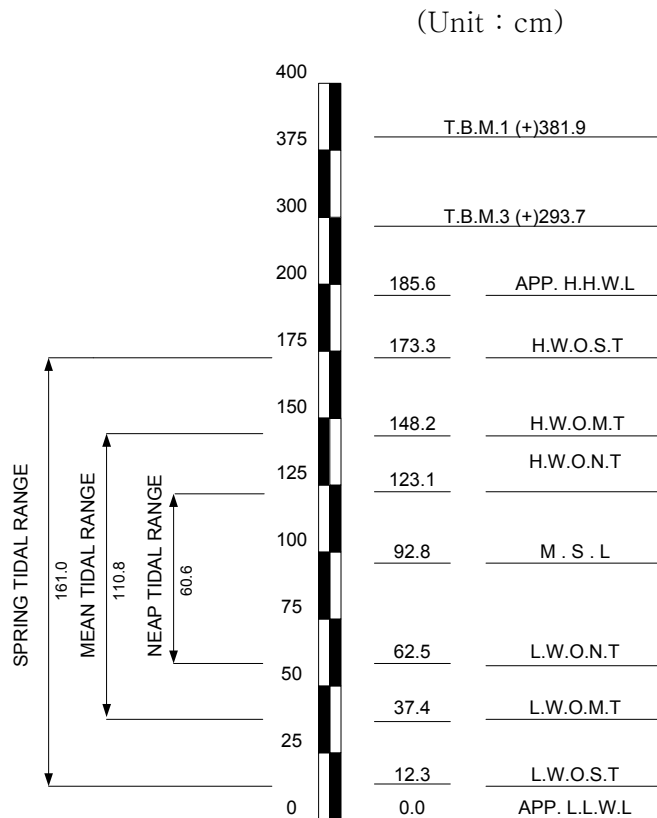 (Unit : cm)
400
T.B.M.1 (+)381.9
375
300
T.B.M.3 (+)293.7
200
185.6 APP. H.H.W.L
175
173.3 H.W.O.S.T
150
148.2 H.W.O.M.T
125
123.1 H.W.O.N.T
100
92.8 M . S . L
75
62.5 L.W.O.N.T
50
37.4 L.W.O.M.T
25
12.3 L.W.O.S.T
0 0.0 APP. L.L.W.L
SPRING TIDAL RANGE
161.0
MEAN TIDAL RANGE
110.8
NEAP TIDAL RANGE
60.6